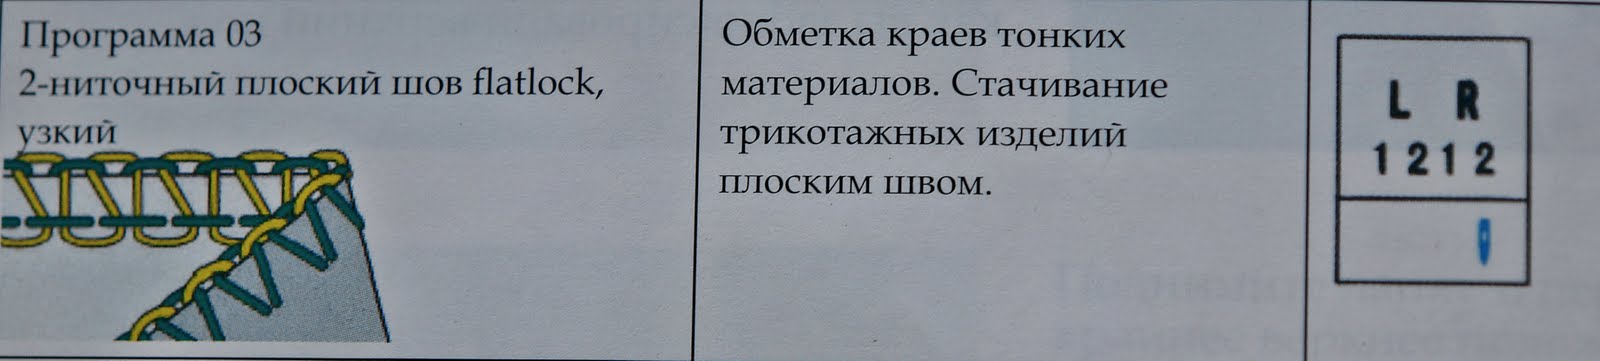 Программа 03
2-ниточный плоский шов flatlock,
узкий
Обметка краев тонких
материалов. Стачивание
трикотажных изделий
плоским швом.
L R
1 2 1 2